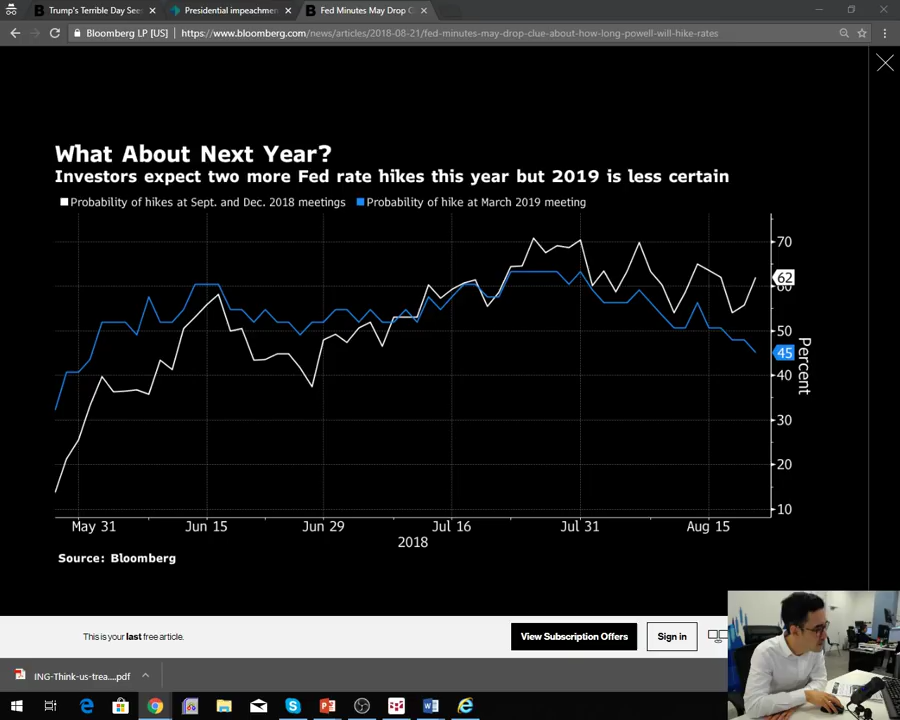 Trump's Terrible Day See
Presidential impeachmen
Fed Minutes May Drop C
Bloomberg LP [US] | https://www.bloomberg.com/news/articles/2018-08-21/fed-minutes-may-drop-clue-about-how-long-powell-will-hike-rates
What About Next Year?
Investors expect two more Fed rate hikes this year but 2019 is less certain
Probability of hikes at Sept. and Dec. 2018 meetings
Probability of hike at March 2019 meeting
70
62
60
50
45
40
30
20
10
Percent
May 31
Jun 15
Jun 29
Jul 16
Jul 31
Aug 15
2018
Source: Bloomberg
This is your last free article.
View Subscription Offers
Sign in
ING-Think-us-trea....pdf